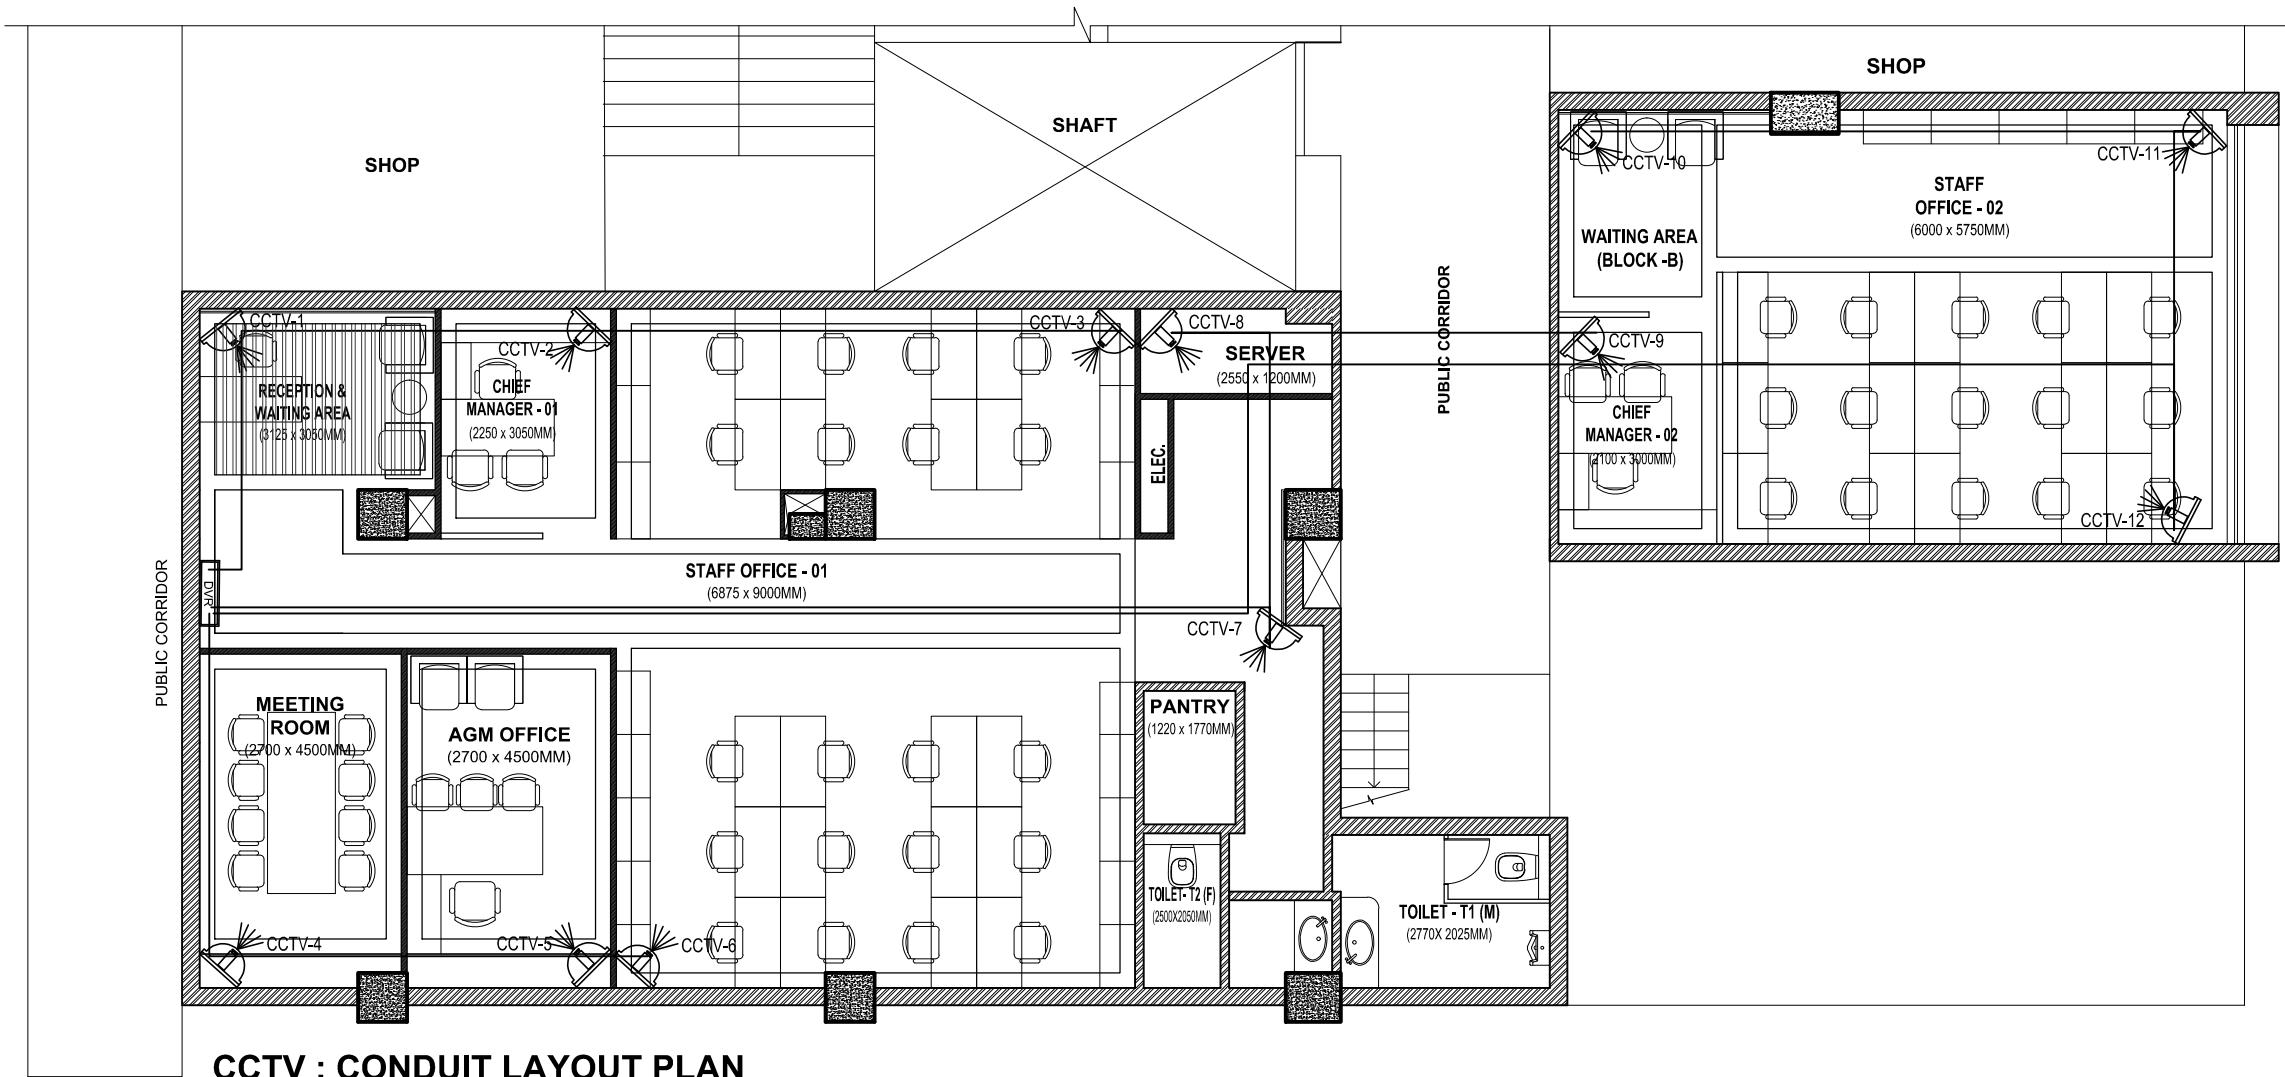 SHOP
SHAFT
SHOP
CCTV-10
CCTV-11
STAFF
OFFICE - 02
(6000 x 5750MM)
WAITING AREA
(BLOCK -B)
PUBLIC CORRIDOR
CCTV-1
CCTV-2
CCTV-3
CCTV-8
CCTV-9
SERVER
(2550 x 1200MM)
RECEPTION &
WAITING AREA
(3125 x 3050MM)
CHIEF
MANAGER - 01
(2250 x 3050MM)
CHIEF
MANAGER - 02
(2100 x 3000MM)
ELEC.
CCTV-12
PUBLIC CORRIDOR
DVR
STAFF OFFICE - 01
(6875 x 9000MM)
CCTV-7
MEETING
ROOM
(2700 x 4500MM)
AGM OFFICE
(2700 x 4500MM)
PANTRY
(1220 x 1770MM)
TOILET- T2 (F)
(2500X2050MM)
TOILET - T1 (M)
(2770X 2025MM)
CCTV-4
CCTV-5
CCTV-6
CCTV : CONDUIT LAYOUT PLAN